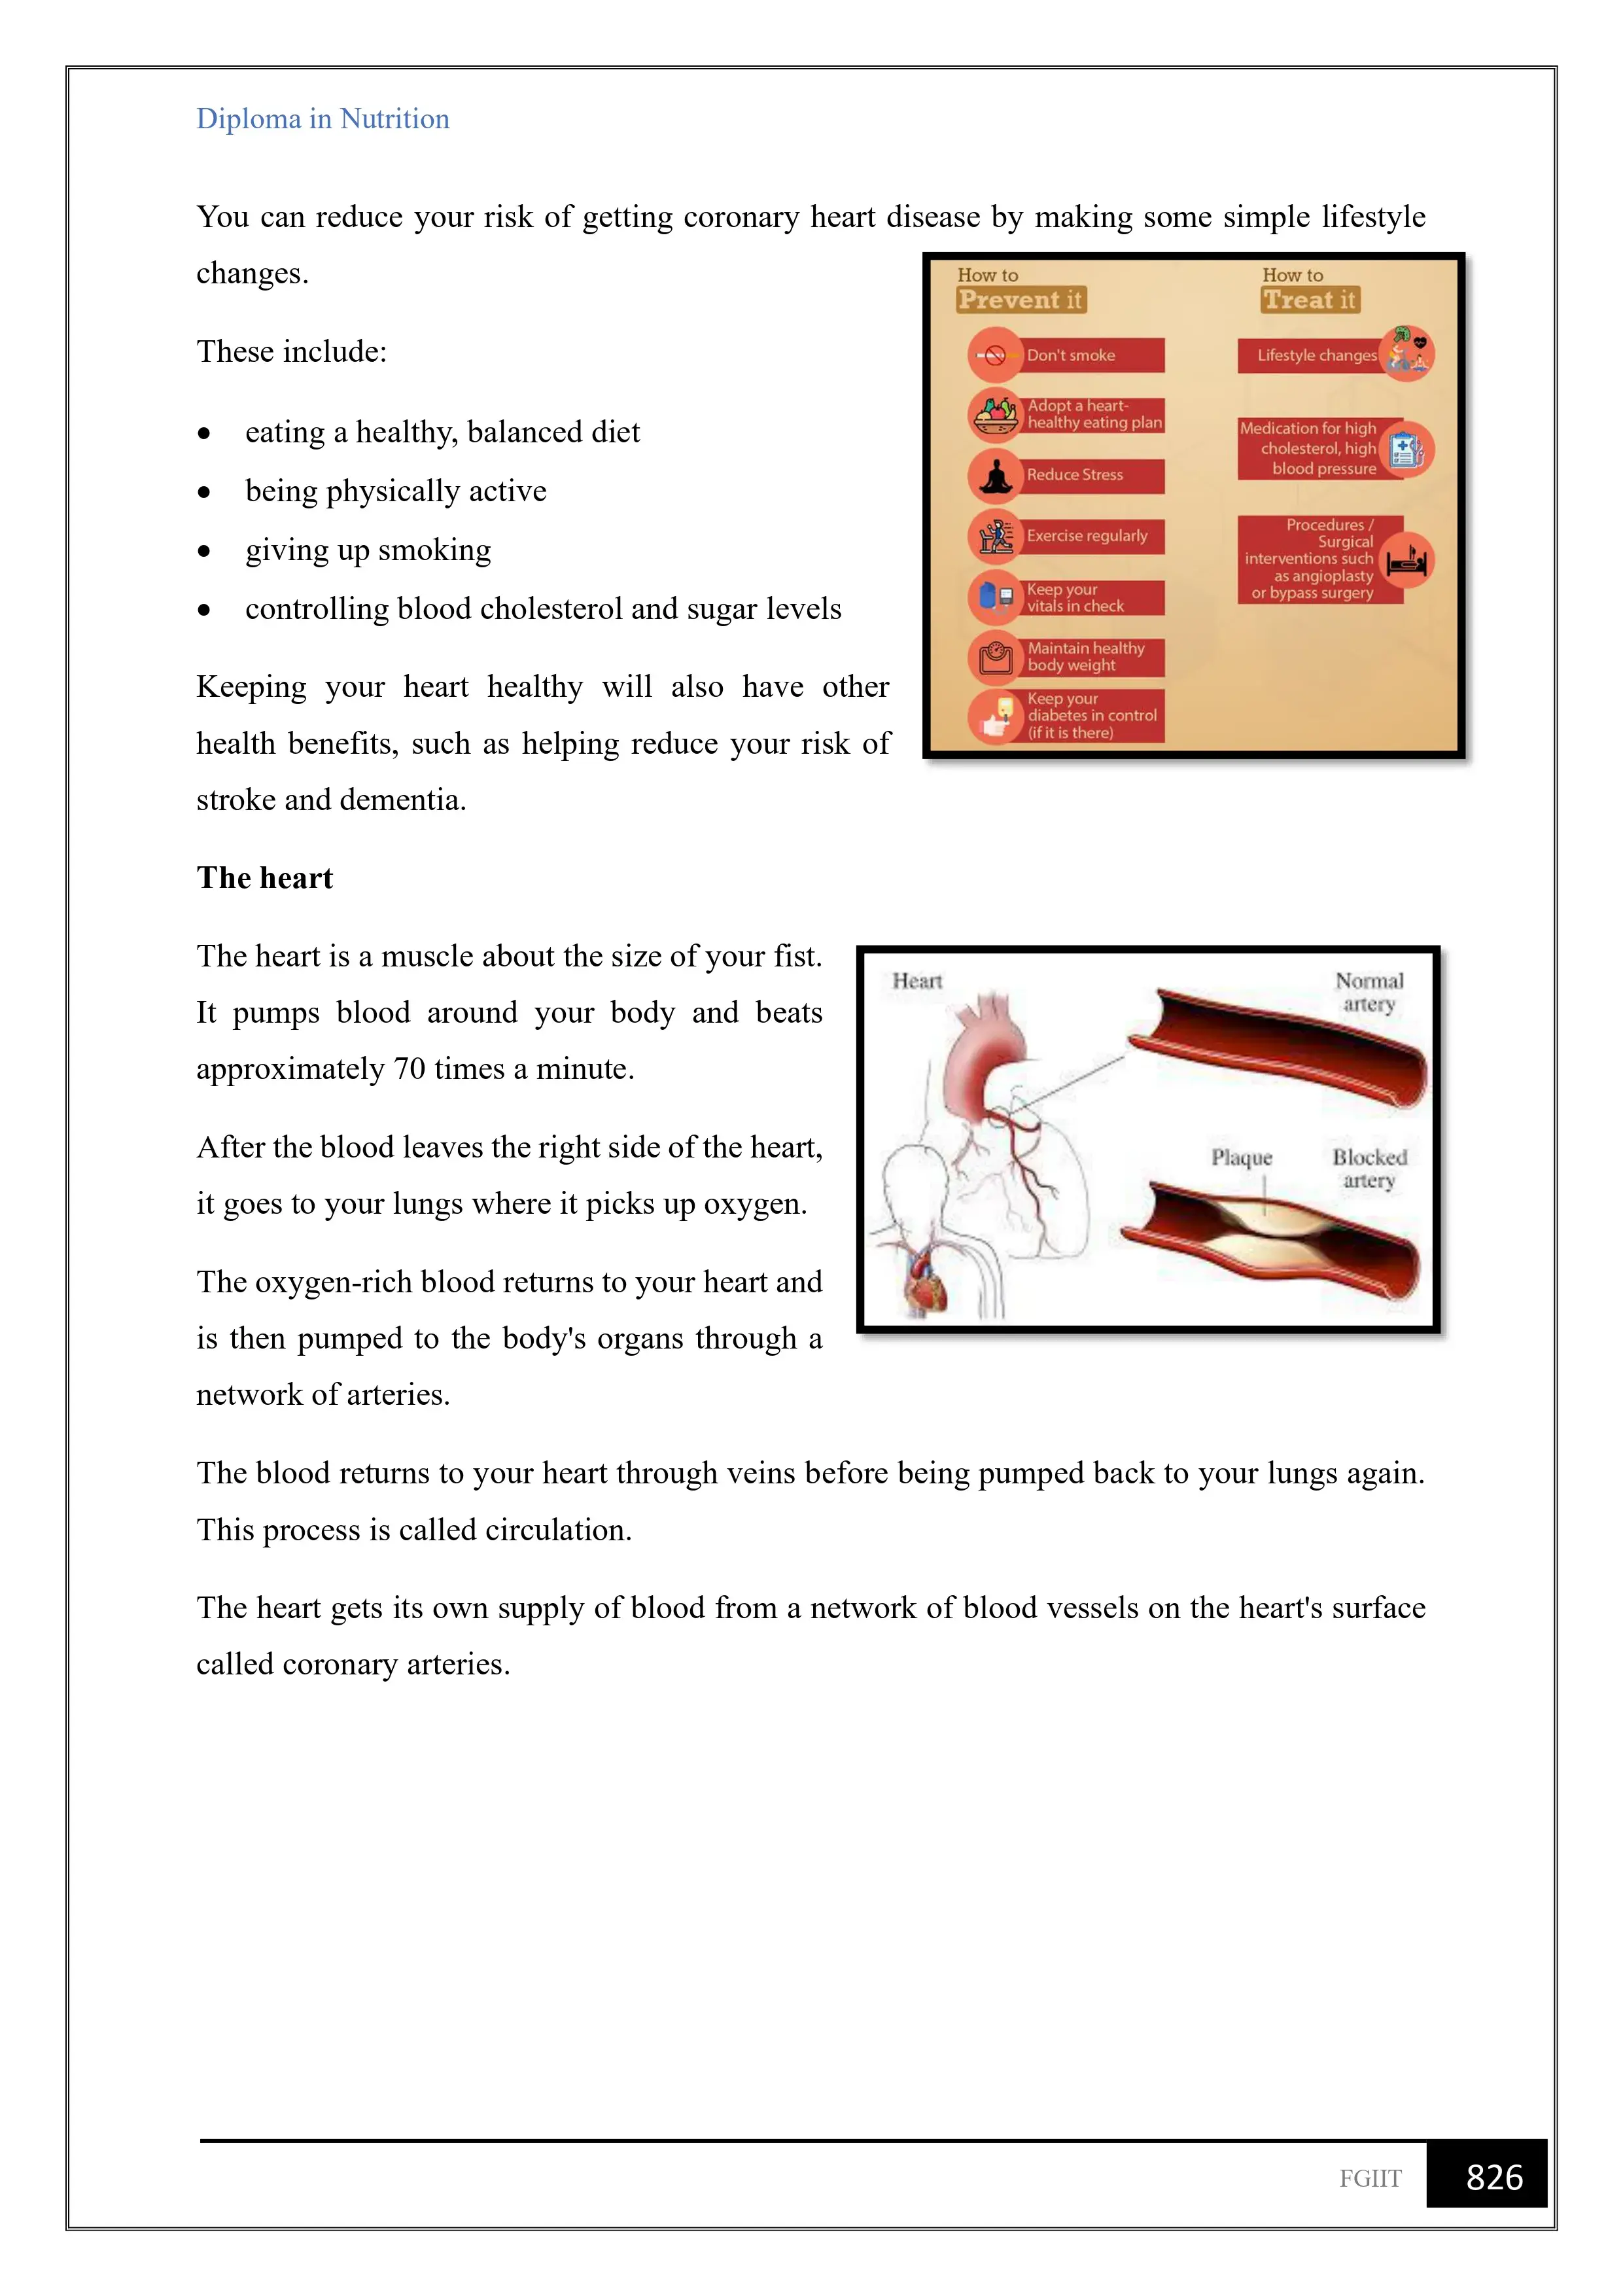 Diploma in Nutrition
You can reduce your risk of getting coronary heart disease by making some simple lifestyle
changes.
These include:
• eating a healthy, balanced diet
• being physically active
• giving up smoking
• controlling blood cholesterol and sugar levels
Keeping your heart healthy will also have other
health benefits, such as helping reduce your risk of
stroke and dementia.
How to
Prevent it
Don't smoke
Adopt a heart-
healthy eating plan
Reduce Stress
Exercise regularly
Keep your
vitals in check
Maintain healthy
body weight
Keep your
diabetes in control
(if it is there)
How to
Treat it
Lifestyle changes
Medication for high
cholesterol, high
blood pressure
Procedures /
Surgical
interventions such
as angioplasty
or bypass surgery
The heart
The heart is a muscle about the size of your fist.
It pumps blood around your body and beats
approximately 70 times a minute.
After the blood leaves the right side of the heart,
it goes to your lungs where it picks up oxygen.
The oxygen-rich blood returns to your heart and
is then pumped to the body's organs through a
network of arteries.
Heart
Normal
artery
Plaque
Blocked
artery
The blood returns to your heart through veins before being pumped back to your lungs again.
This process is called circulation.
The heart gets its own supply of blood from a network of blood vessels on the heart's surface
called coronary arteries.
FGIIT
826